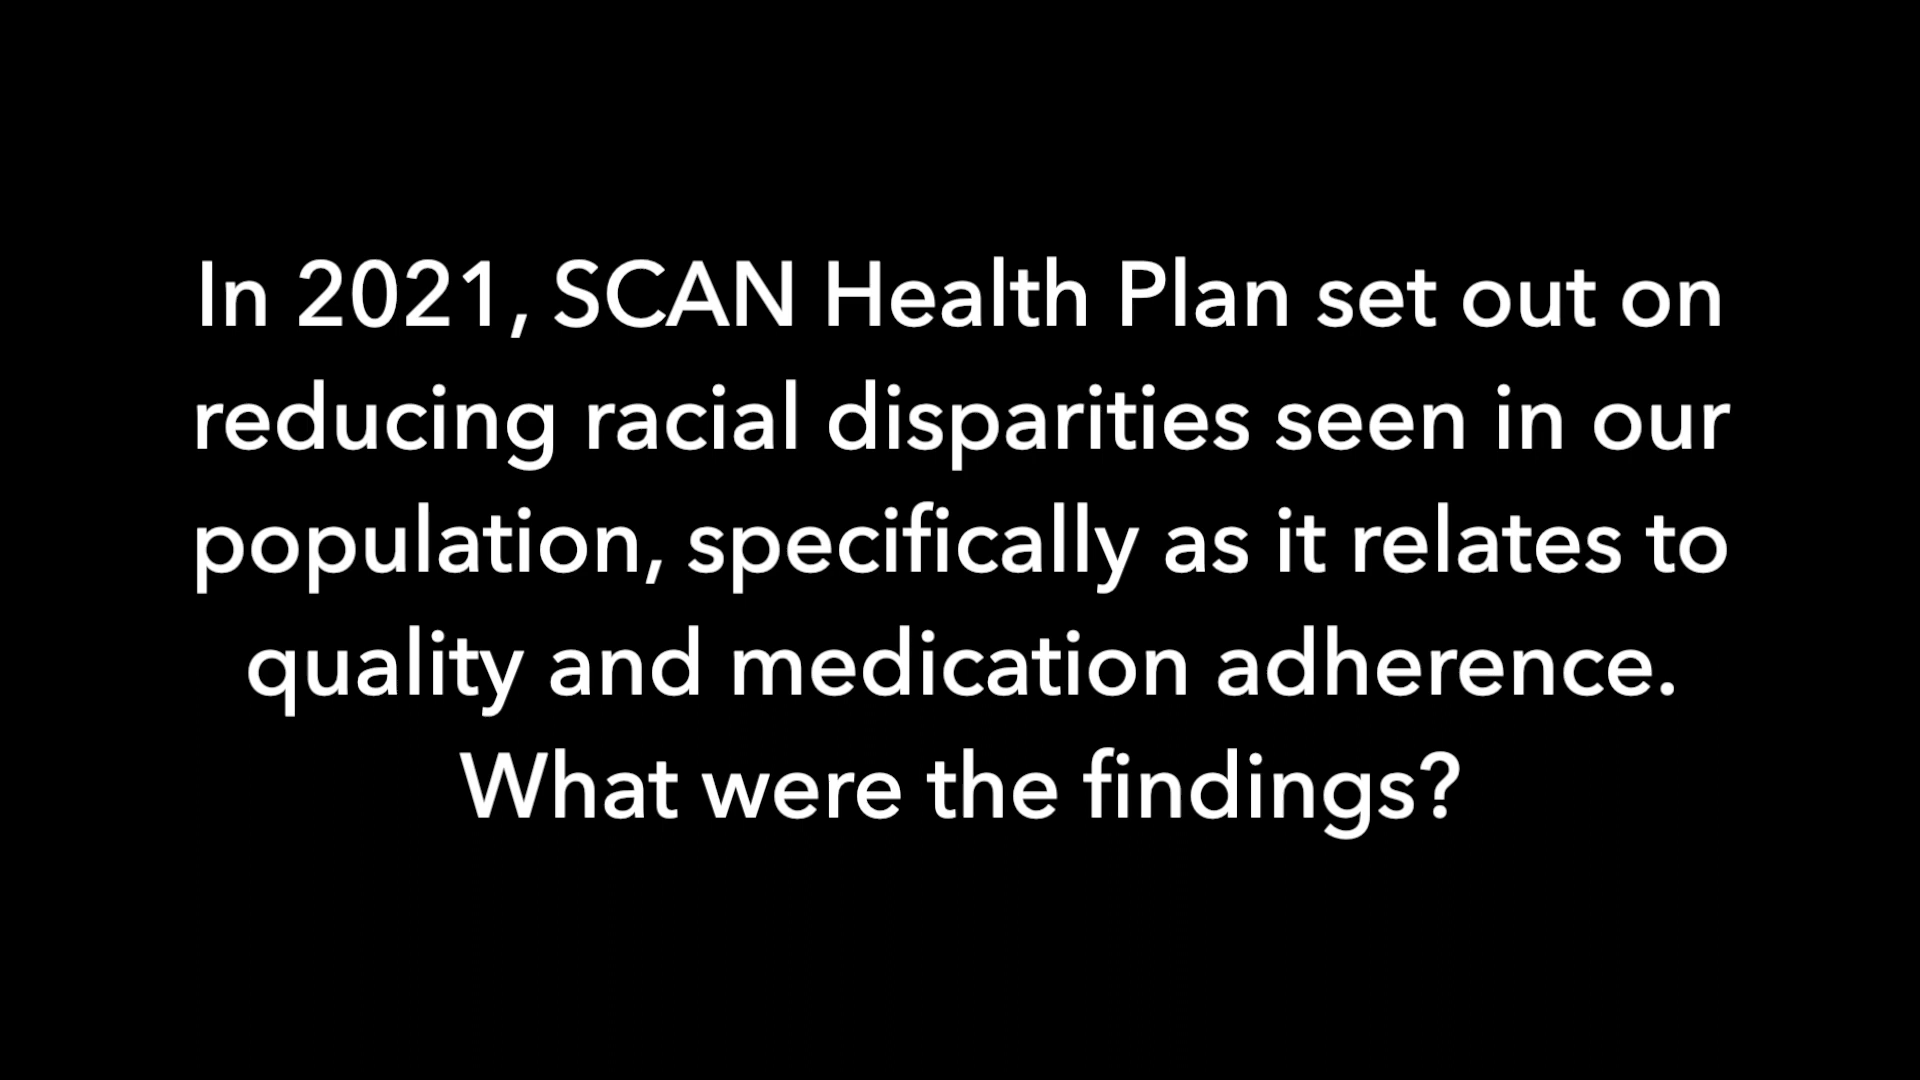 In 2021, SCAN Health Plan set out on
reducing racial disparities seen in our
population, specifically as it relates to
quality and medication adherence.
What were the findings?